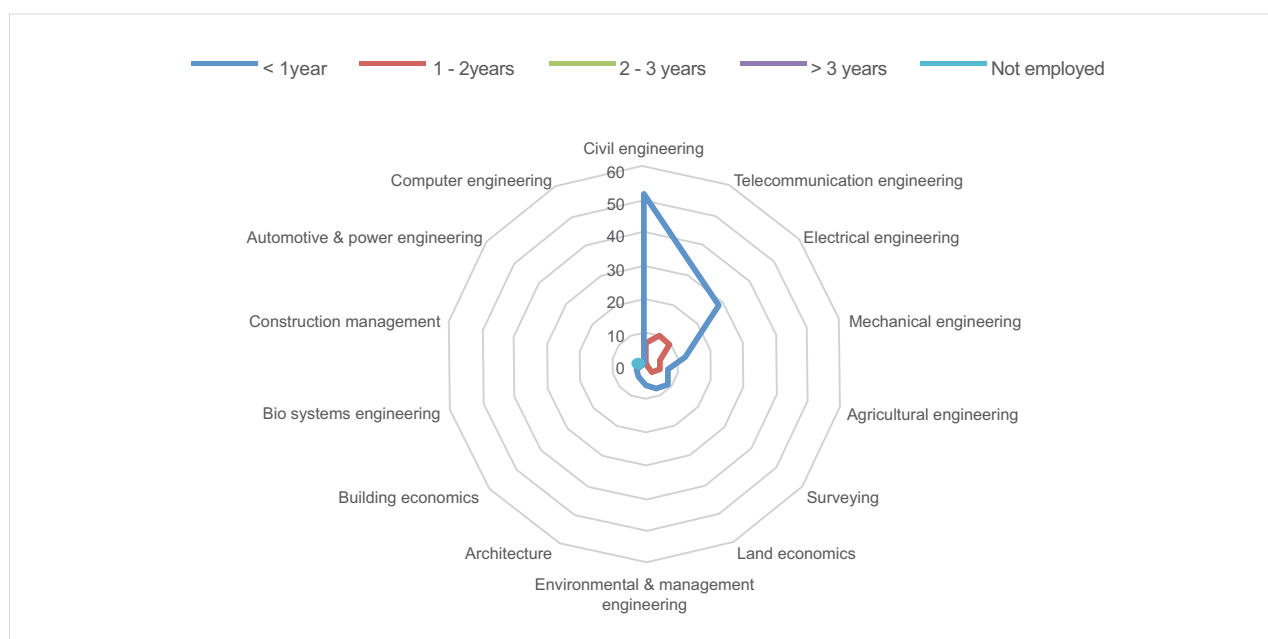 < 1year
1 - 2years
2 - 3 years
> 3 years
Not employed
Civil engineering
Telecommunication engineering
Electrical engineering
Mechanical engineering
Agricultural engineering
Surveying
Land economics
Environmental & management
engineering
Architecture
Building economics
Bio systems engineering
Construction management
Automotive & power engineering
Computer engineering
60
50
40
30
20
10
0